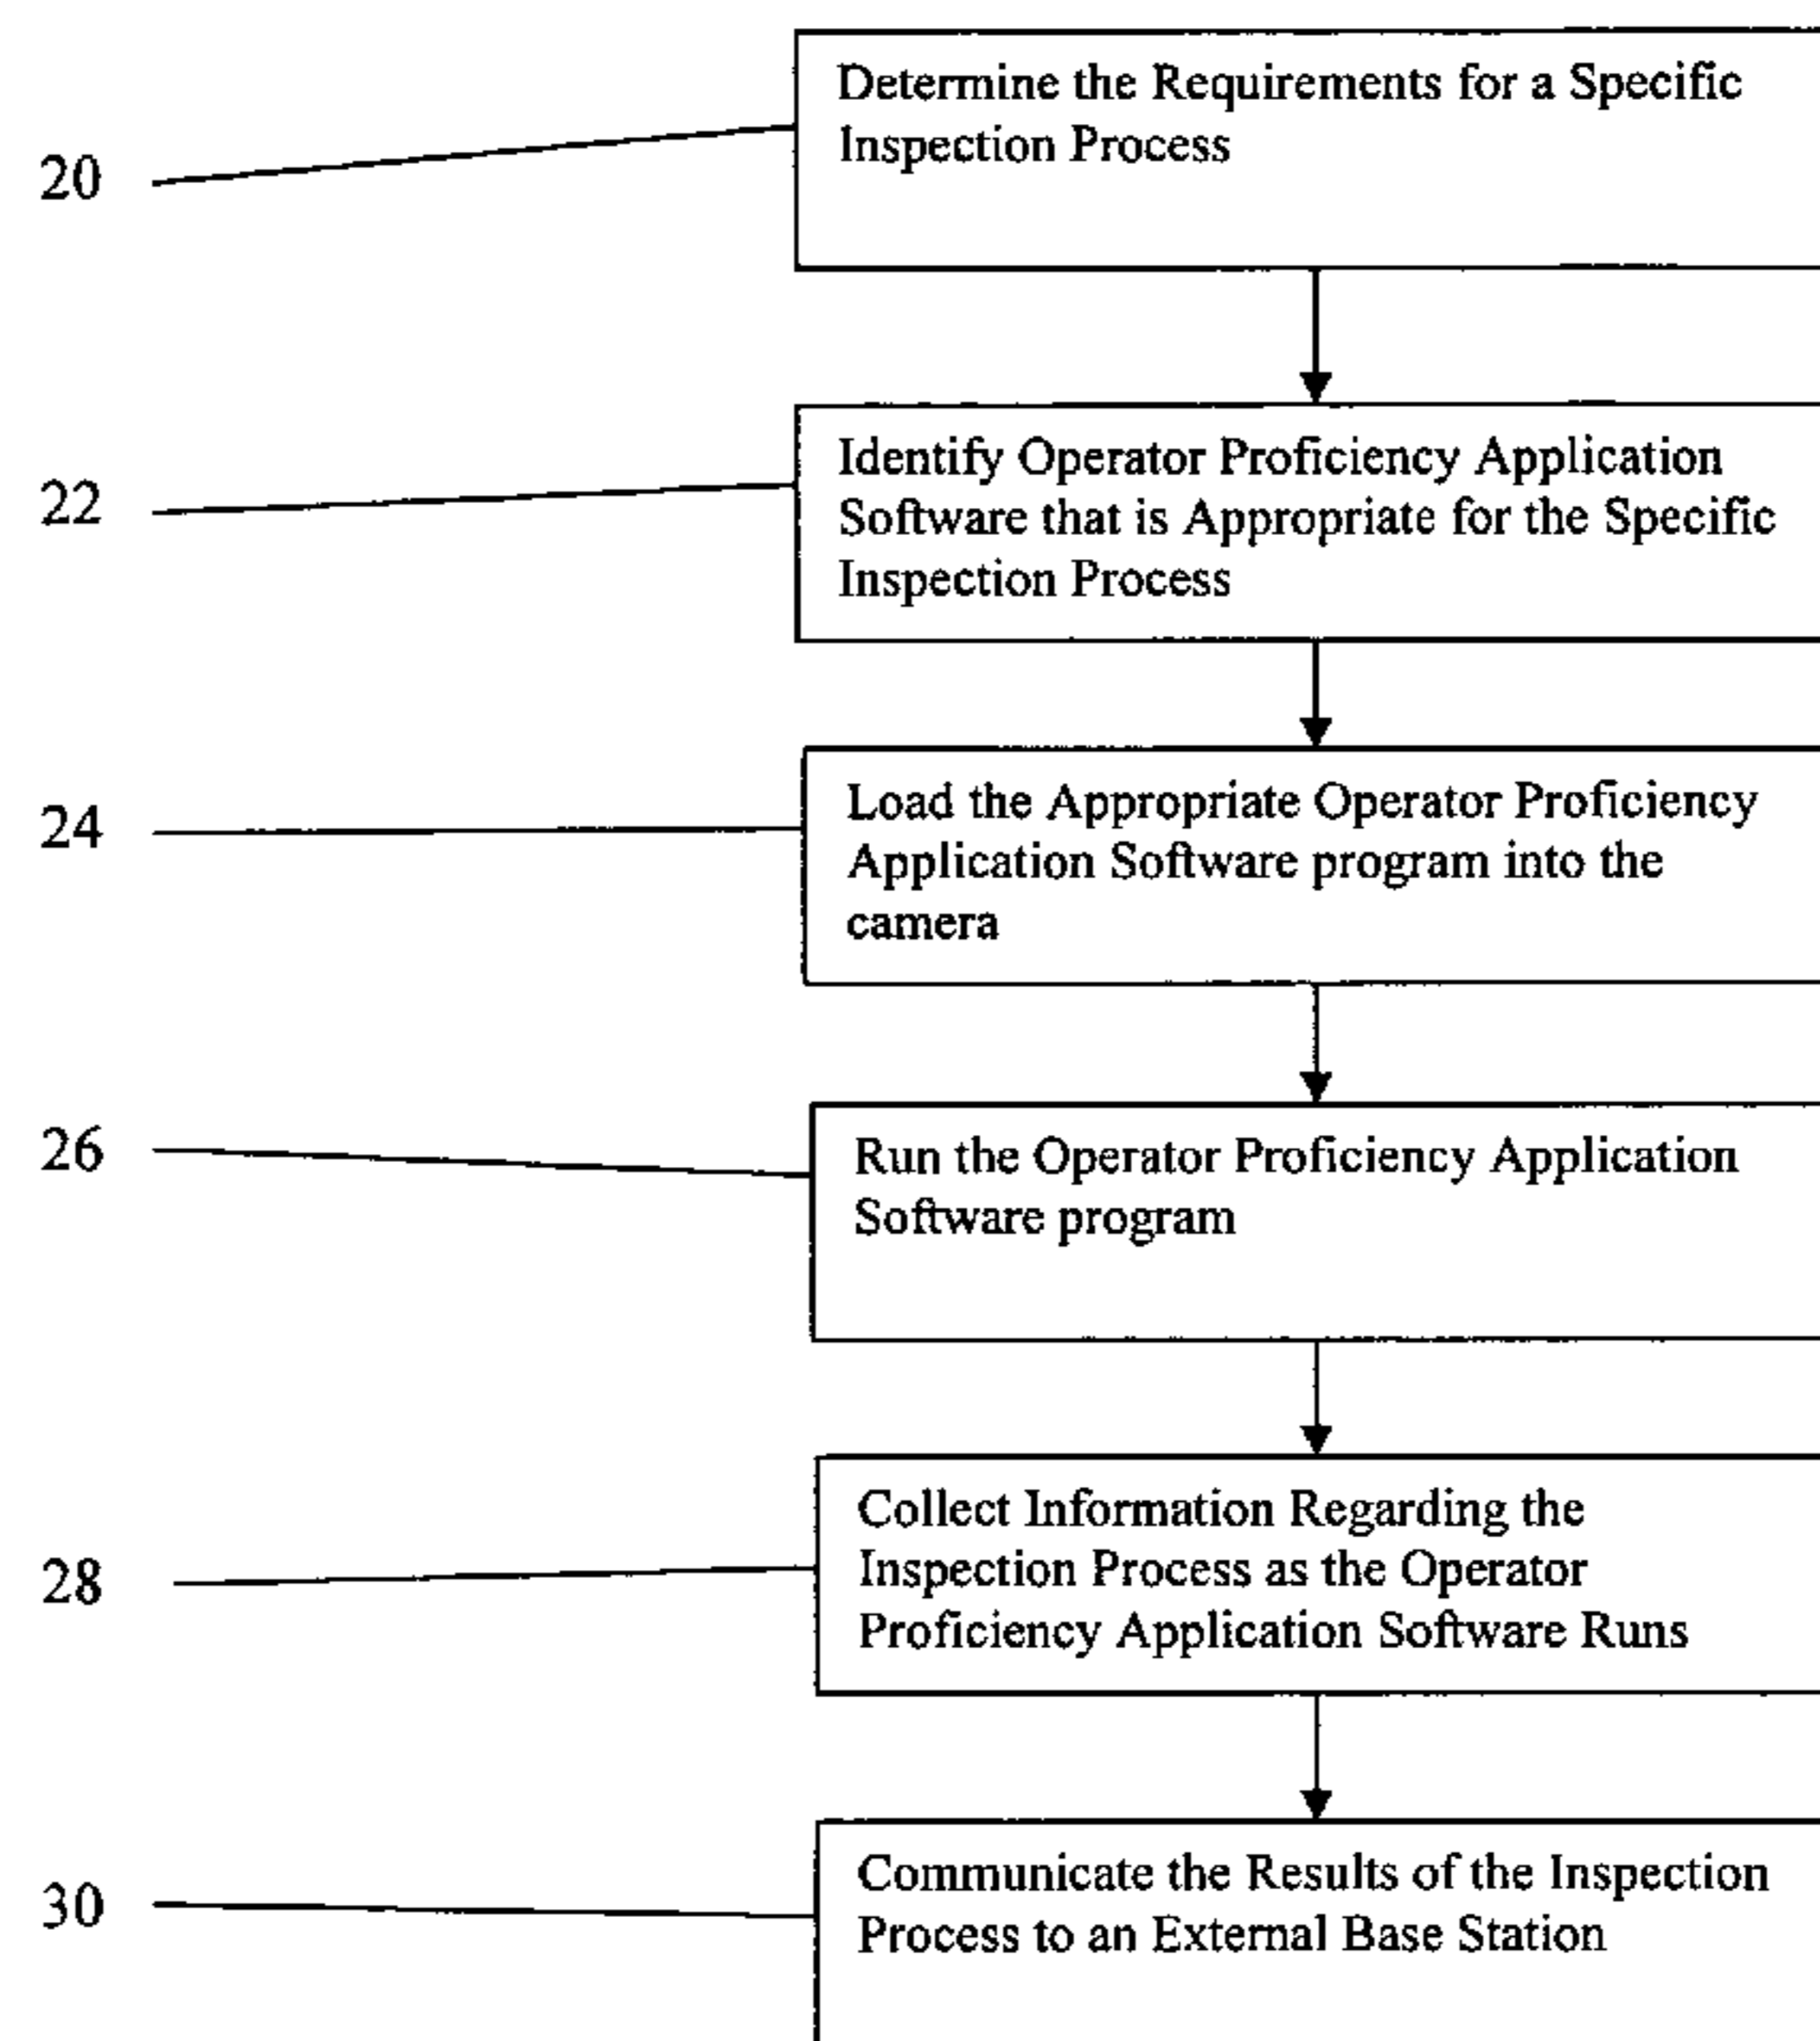 Determine the Requirements for a Specific
Inspection Process
20
Identify Operator Proficiency Application
Software that is Appropriate for the Specific
Inspection Process
22
Load the Appropriate Operator Proficiency
Application Software program into the
camera
24
Run the Operator Proficiency Application
Software program
26
Collect Information Regarding the
Inspection Process as the Operator
Proficiency Application Software Runs
28
Communicate the Results of the Inspection
Process to an External Base Station
30